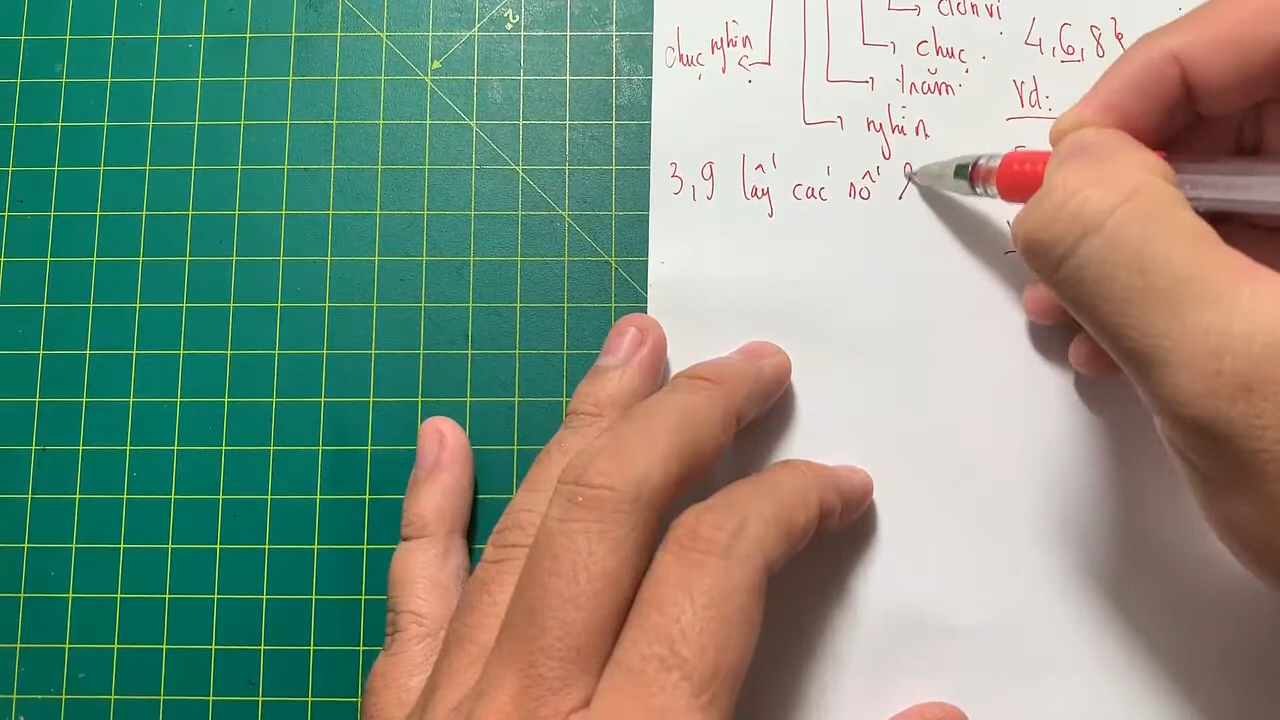 đơn vị
chục nghìn
chục
4,6,8}
trăm
vd:
nghìn
3,9 lấy các số